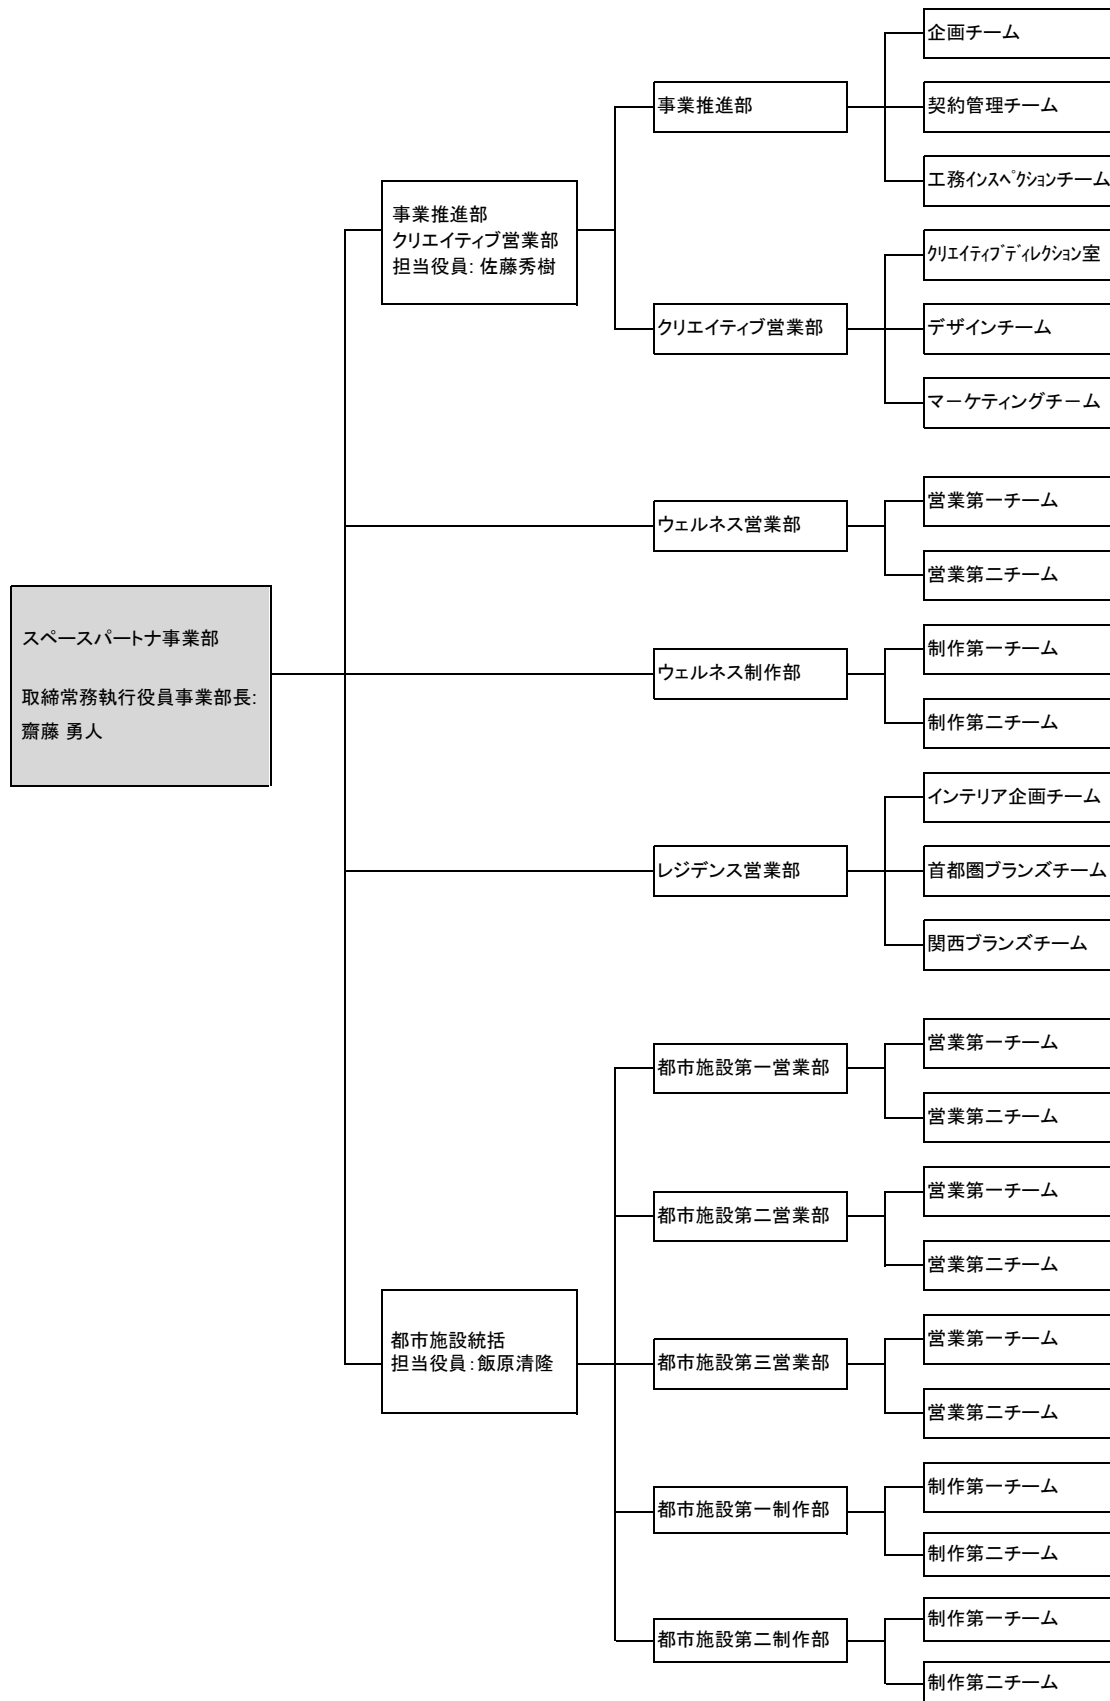 企画チーム
事業推進部
契約管理チーム
工務インスペクションチーム
事業推進部
クリエイティブ営業部
担当役員: 佐藤秀樹
クリエイティブディレクション室
クリエイティブ営業部
デザインチーム
マーケティングチーム
営業第一チーム
ウェルネス営業部
営業第二チーム
スペースパートナ事業部
取締常務執行役員事業部長:
齋藤 勇人
制作第一チーム
ウェルネス制作部
制作第二チーム
インテリア企画チーム
レジデンス営業部
首都圏ブランズチーム
関西ブランズチーム
営業第一チーム
都市施設第一営業部
営業第二チーム
営業第一チーム
都市施設第二営業部
営業第二チーム
都市施設統括
担当役員:飯原清隆
営業第一チーム
都市施設第三営業部
営業第二チーム
制作第一チーム
都市施設第一制作部
制作第二チーム
制作第一チーム
都市施設第二制作部
制作第二チーム